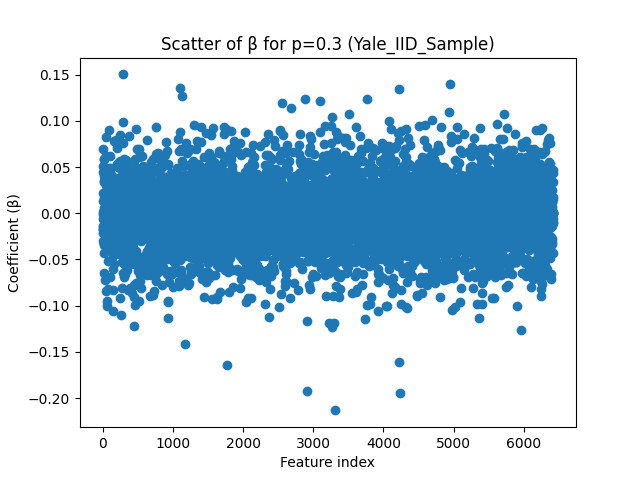 Scatter of β for p=0.3 (Yale_IID_Sample)
Coefficient (β)
0.15
0.10
0.05
0.00
−0.05
−0.10
−0.15
−0.20
0 1000 2000 3000 4000 5000 6000
Feature index